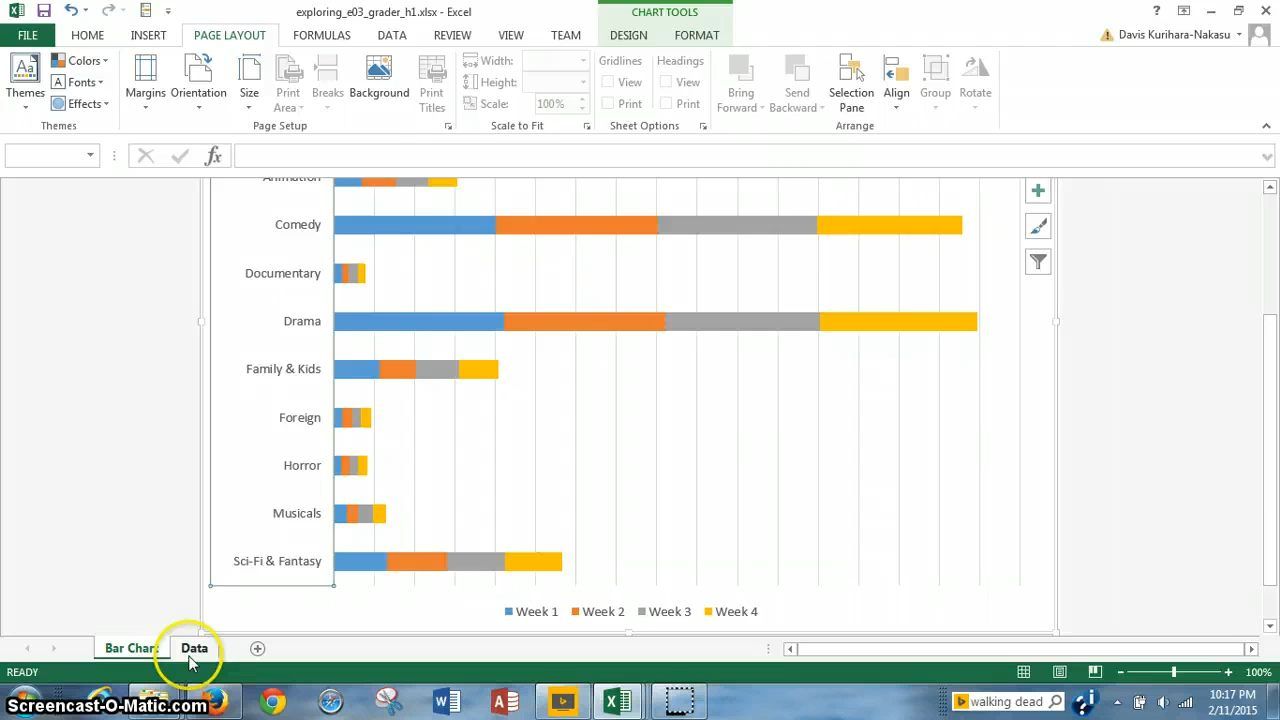 exploring_e03_grader_h1.xlsx - Excel
CHART TOOLS
?
FILE HOME INSERT PAGE LAYOUT FORMULAS DATA REVIEW VIEW TEAM DESIGN FORMAT Davis Kurihara-Nakasu
Themes Colors Fonts Effects
Margins Orientation Size Print Area Breaks Background Print Titles
Width: Height: Scale: 100%
Gridlines View Print
Headings View Print
Bring Forward Send Backward Selection Pane Align Group Rotate
Themes Page Setup Scale to Fit Sheet Options Arrange
fx
Animation
Comedy
Documentary
Drama
Family & Kids
Foreign
Horror
Musicals
Sci-Fi & Fantasy
Week 1 Week 2 Week 3 Week 4
Bar Chart Data
READY 100%
Screencast-O-Matic.com
walking dead
10:17 PM
2/11/2015